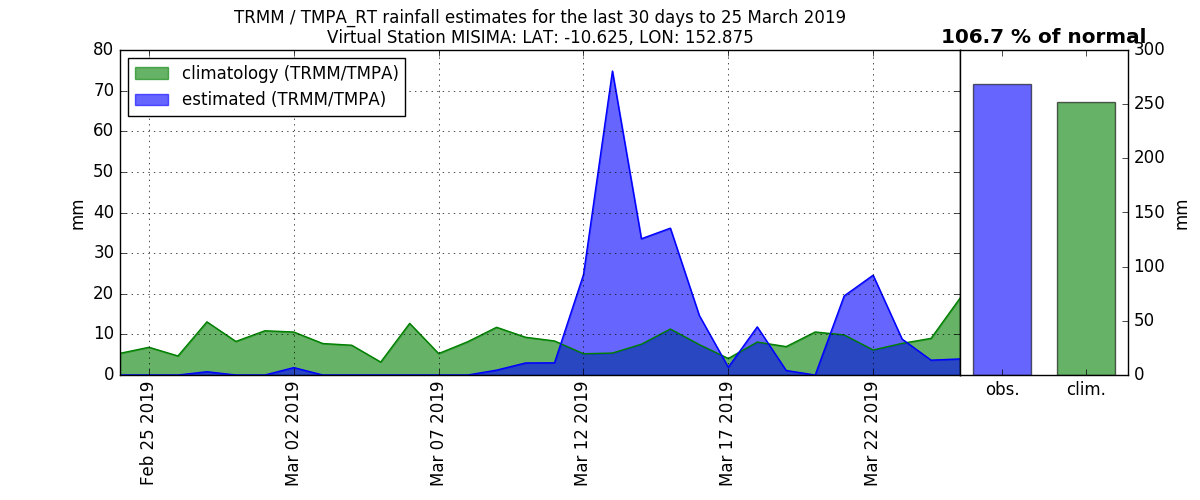 TRMM / TMPA_RT rainfall estimates for the last 30 days to 25 March 2019
Virtual Station MISIMA: LAT: -10.625, LON: 152.875
106.7 % of normal
climatology (TRMM/TMPA)
estimated (TRMM/TMPA)
80
70
60
50
40
30
20
10
0
mm
300
250
200
150
100
50
0
mm
Feb 25 2019
Mar 02 2019
Mar 07 2019
Mar 12 2019
Mar 17 2019
Mar 22 2019
obs.
clim.